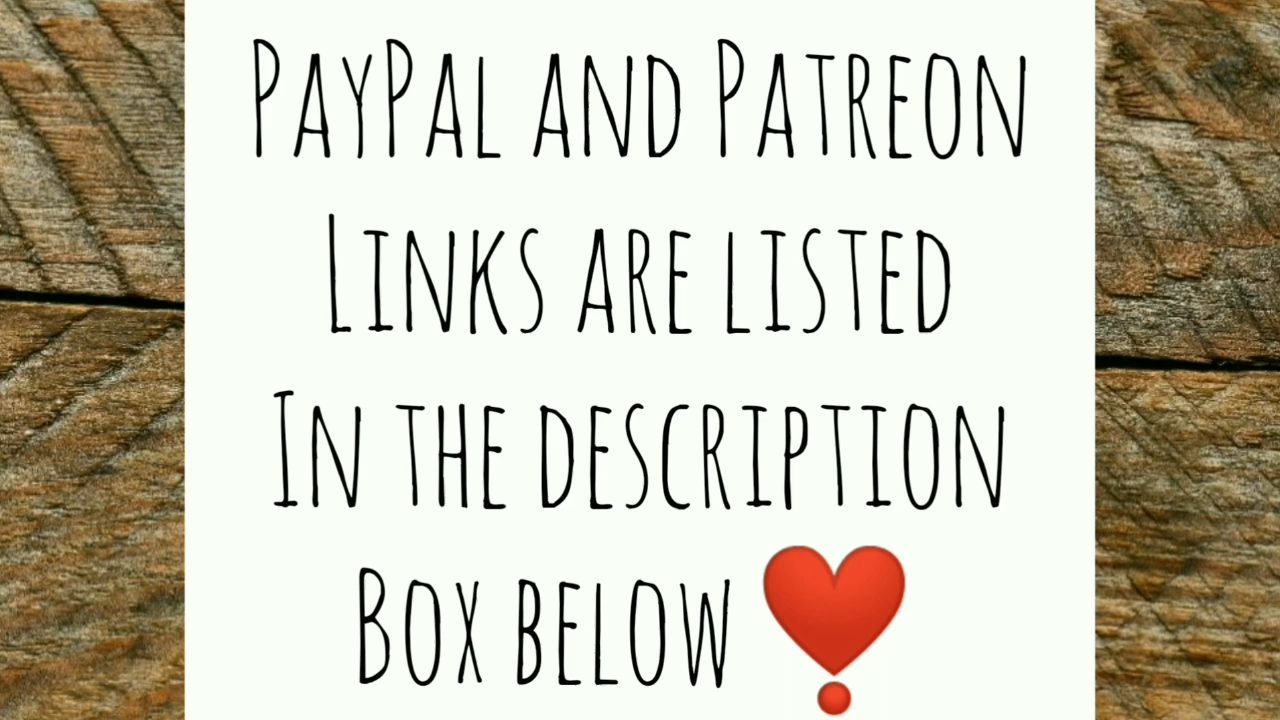 PayPal and Patreon
Links are listed
In the description
Box below ❣